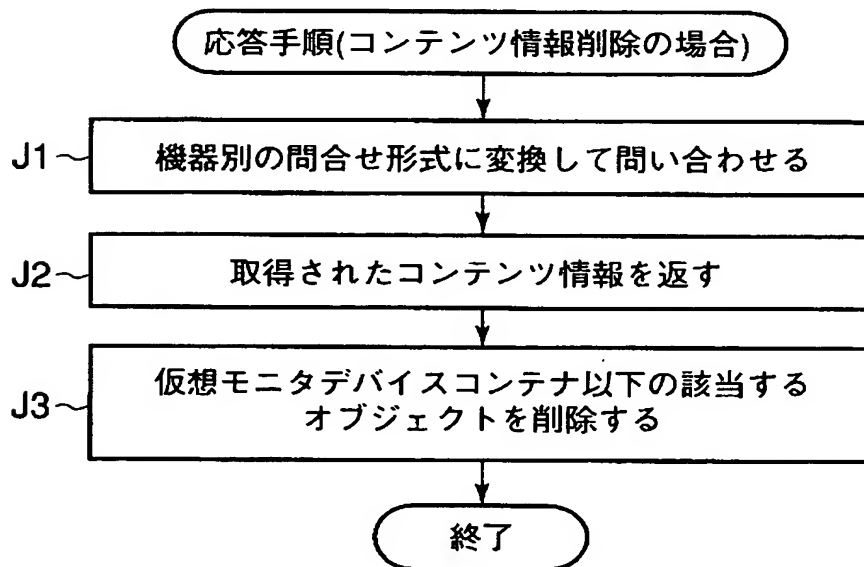 応答手順(コンテンツ情報削除の場合)
J1 機器別の問合せ形式に変換して問い合わせる
J2 取得されたコンテンツ情報を返す
J3 仮想モニタデバイスコンテナ以下の該当する
オブジェクトを削除する
終了